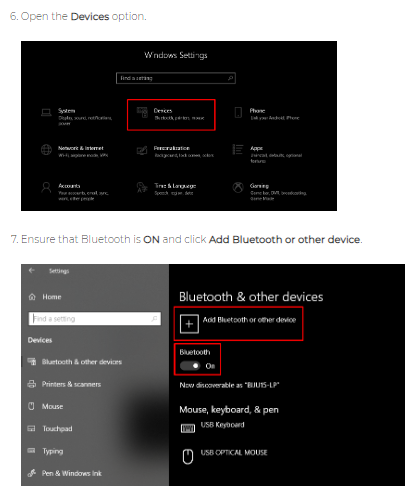 6. Open the Devices option.
Windows Settings
Find a setting
System
Display, sound, notifications,
power
Devices
Bluetooth, printers, mouse
Phone
Link your Android, iPhone
Network & Internet
Wi-Fi, airplane mode, VPN
Personalization
Background, lock screen, colors
Apps
Uninstall, defaults, optional
features
Accounts
Your accounts, email, sync,
work, other people
Time & Language
Speech, region, date
Gaming
Game bar, DVR, broadcasting,
Game Mode
7. Ensure that Bluetooth is ON and click Add Bluetooth or other device.
Settings
Home
Find a setting
Devices
Bluetooth & other devices
Printers & scanners
Mouse
Touchpad
Typing
Pen & Windows Ink
Bluetooth & other devices
Add Bluetooth or other device
Bluetooth
On
Now discoverable as "BIJU15-LP"
Mouse, keyboard, & pen
USB Keyboard
USB OPTICAL MOUSE